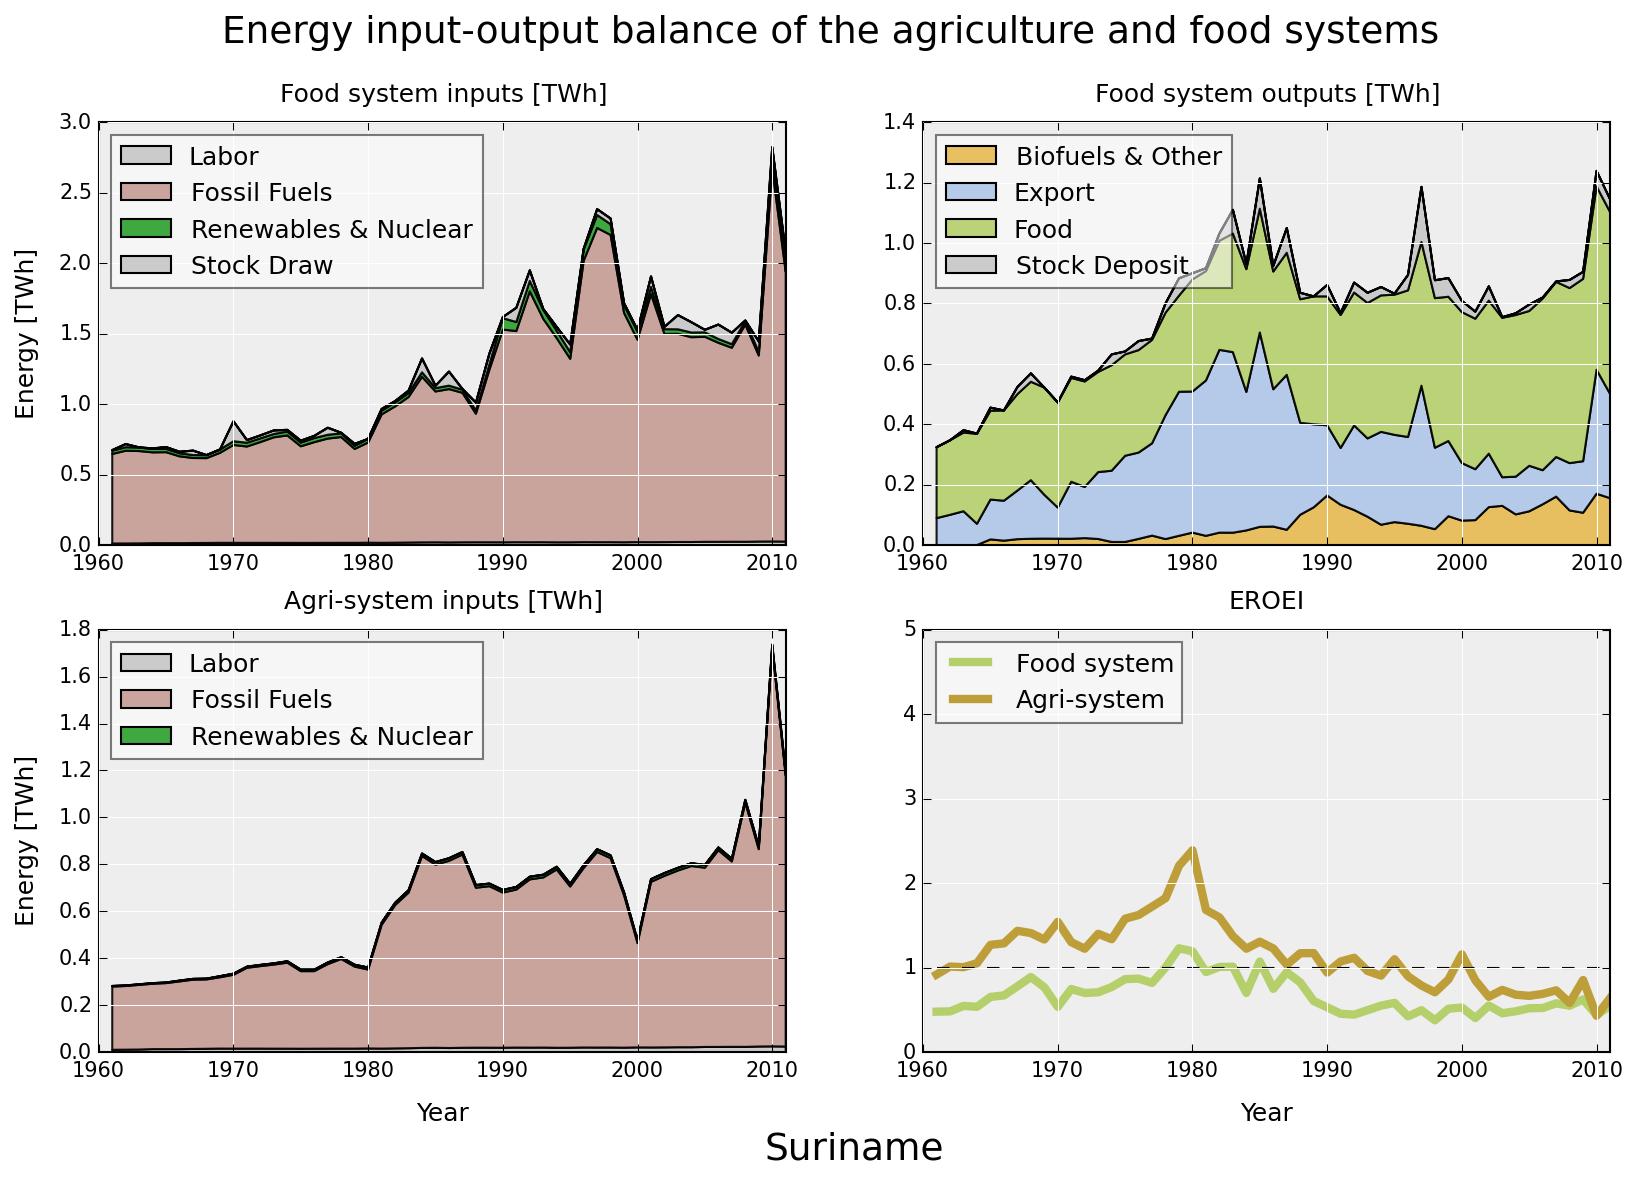 Energy input-output balance of the agriculture and food systems
Food system inputs [TWh]
Energy [TWh]
3.0
2.5
2.0
1.5
1.0
0.5
0.0
Labor
Fossil Fuels
Renewables & Nuclear
Stock Draw
1960 1970 1980 1990 2000 2010
Food system outputs [TWh]
1.4
1.2
1.0
0.8
0.6
0.4
0.2
0.0
Biofuels & Other
Export
Food
Stock Deposit
1960 1970 1980 1990 2000 2010
Agri-system inputs [TWh]
Energy [TWh]
1.8
1.6
1.4
1.2
1.0
0.8
0.6
0.4
0.2
0.0
Labor
Fossil Fuels
Renewables & Nuclear
1960 1970 1980 1990 2000 2010
Year
EROEI
5
4
3
2
1
0
Food system
Agri-system
1960 1970 1980 1990 2000 2010
Year
Suriname